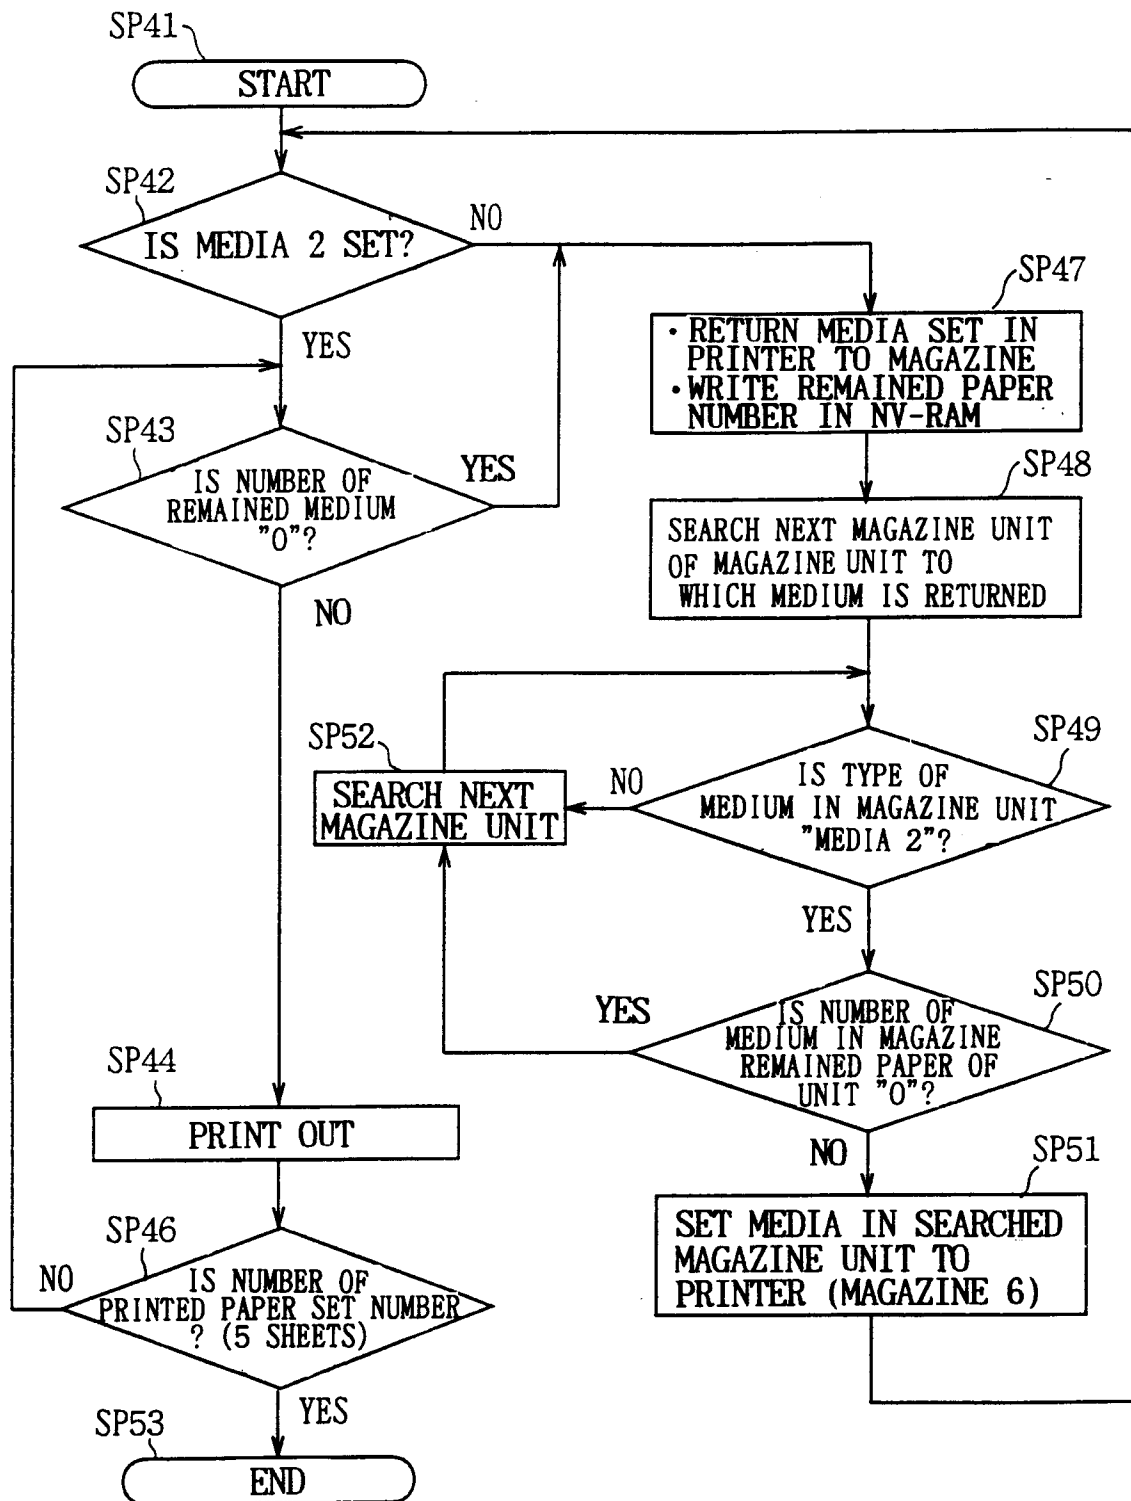 SP41
START
SP42
IS MEDIA 2 SET?
NO
YES
SP43
IS NUMBER OF
REMAINED MEDIUM
"0"?
YES
NO
SP44
PRINT OUT
SP46
IS NUMBER OF
PRINTED PAPER SET NUMBER
? (5 SHEETS)
NO
YES
SP53
END
SP47
· RETURN MEDIA SET IN
PRINTER TO MAGAZINE
· WRITE REMAINED PAPER
NUMBER IN NV-RAM
SP48
SEARCH NEXT MAGAZINE UNIT
OF MAGAZINE UNIT TO
WHICH MEDIUM IS RETURNED
SP49
IS TYPE OF
MEDIUM IN MAGAZINE UNIT
"MEDIA 2"?
NO
SP52
SEARCH NEXT
MAGAZINE UNIT
YES
SP50
IS NUMBER OF
MEDIUM IN MAGAZINE
REMAINED PAPER OF
UNIT "0"?
YES
NO
SP51
SET MEDIA IN SEARCHED
MAGAZINE UNIT TO
PRINTER (MAGAZINE 6)